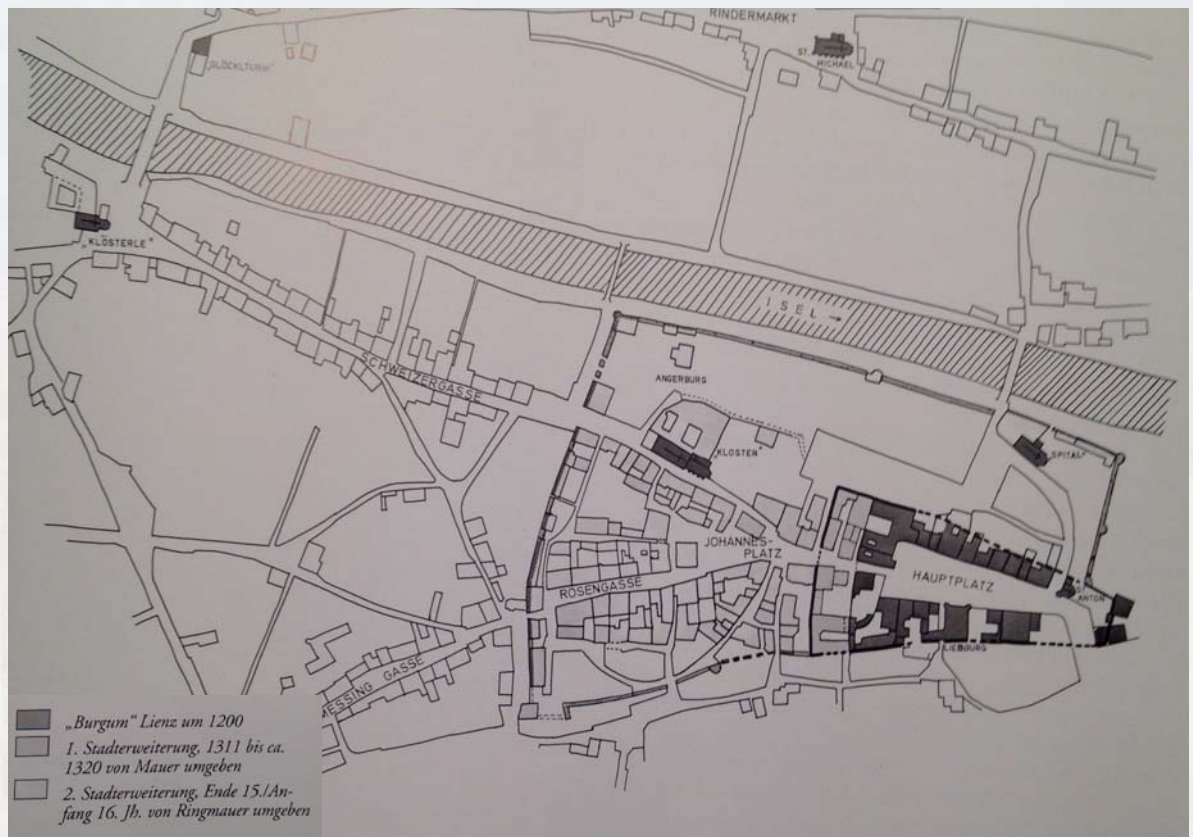 RINDERMARKT
ST. MICHAEL
„GLÖCKLTURM"
„KLÖSTERLE"
ISEL →
SCHWEIZERGASSE
ANGERBURG
„KLOSTER"
„SPITAL"
JOHANNES-
PLATZ
HAUPTPLATZ
ROSENGASSE
ST. ANTON
LIEBBURG
MESSING GASSE
„Burgum" Lienz um 1200
1. Stadterweiterung, 1311 bis ca.
1320 von Mauer umgeben
2. Stadterweiterung, Ende 15./An-
fang 16. Jh. von Ringmauer umgeben